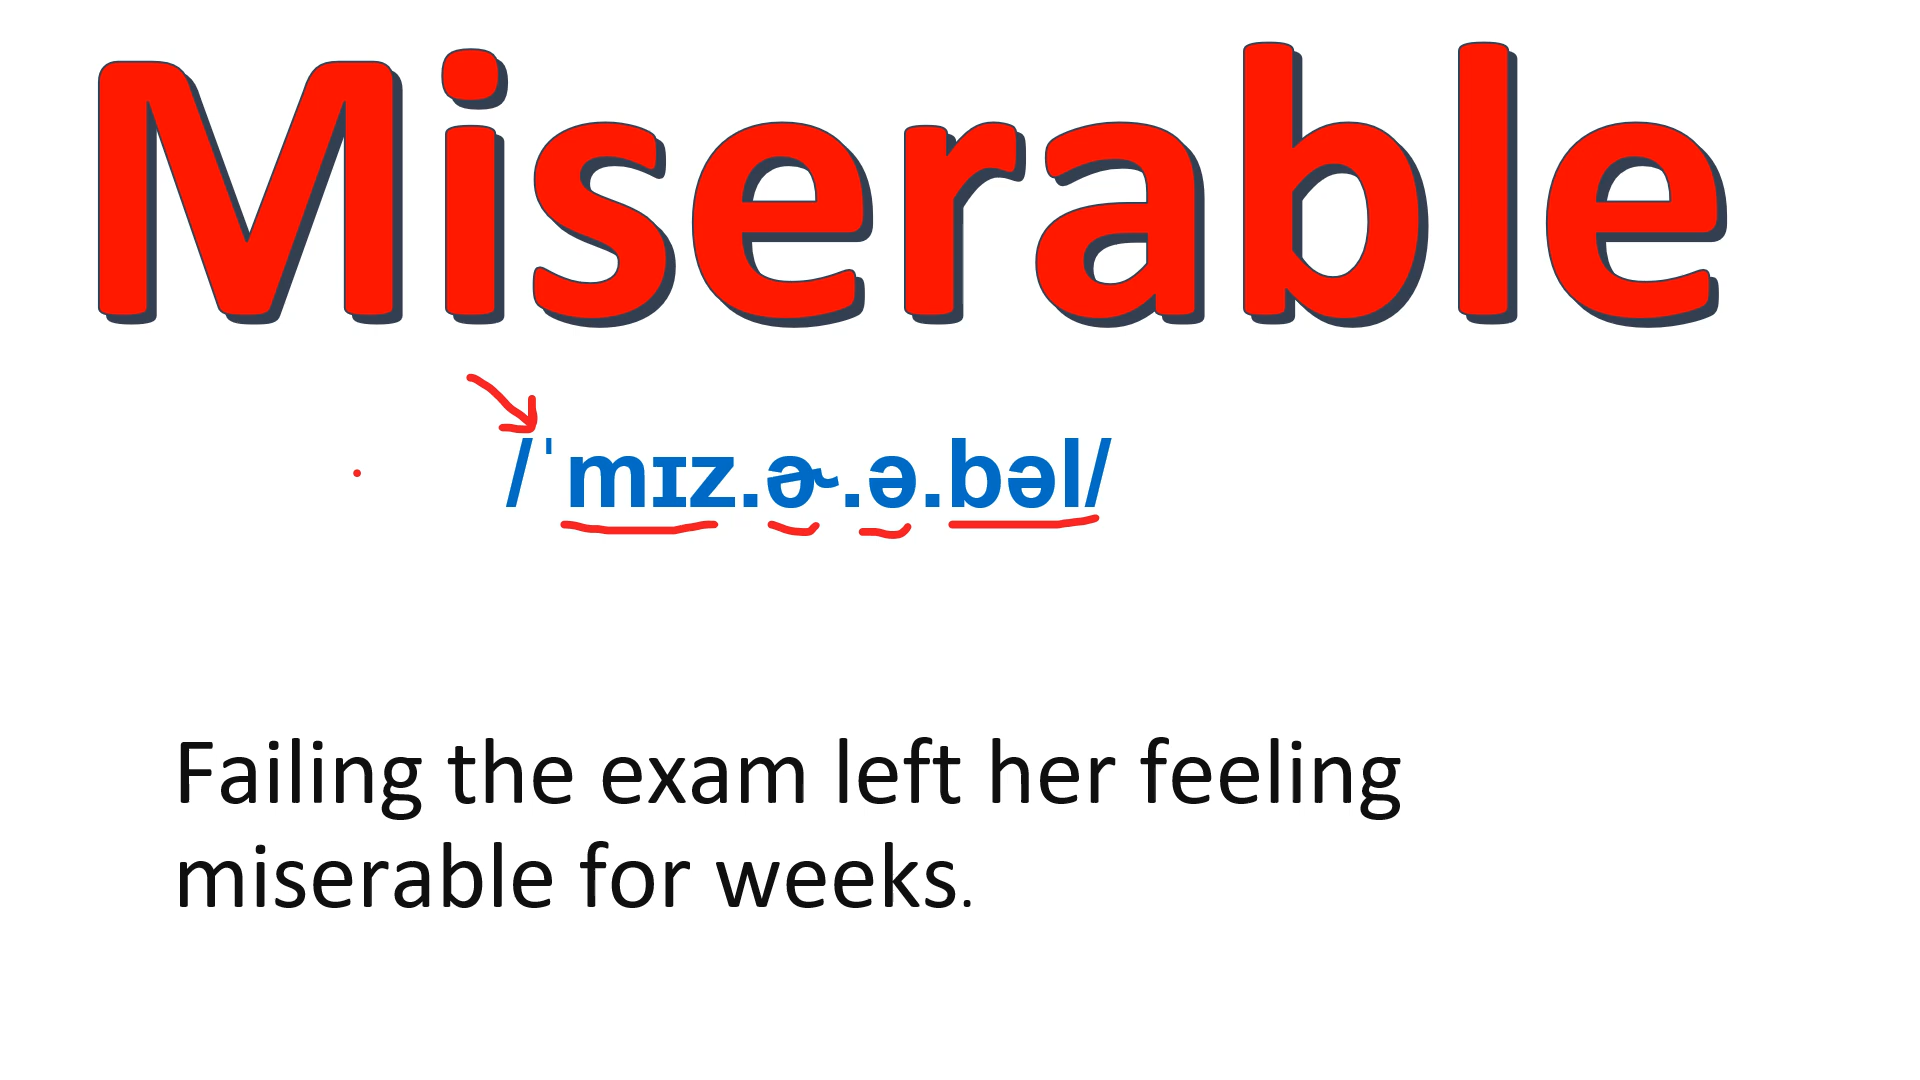 Miserable
/ˈmɪz.ɚ.ə.bəl/
Failing the exam left her feeling
miserable for weeks.